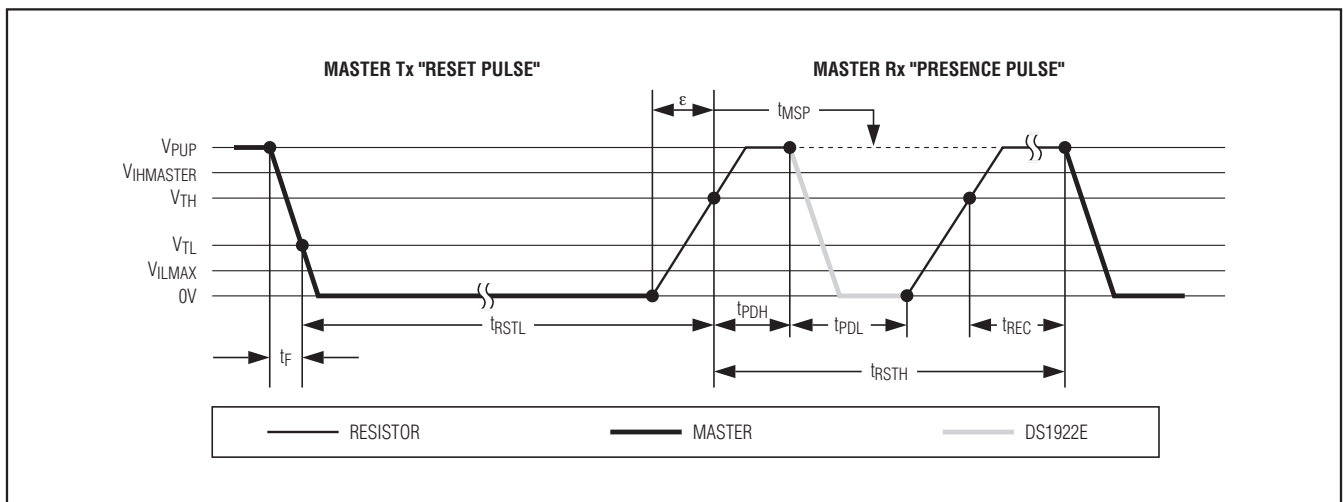 MASTER Tx "RESET PULSE" MASTER Rx "PRESENCE PULSE"
ε tMSP
VPUP
VIHMASTER
VTH
VTL
VILMAX
0V
tRSTL tPDH tPDL tREC
tF tRSTH
RESISTOR MASTER DS1922E